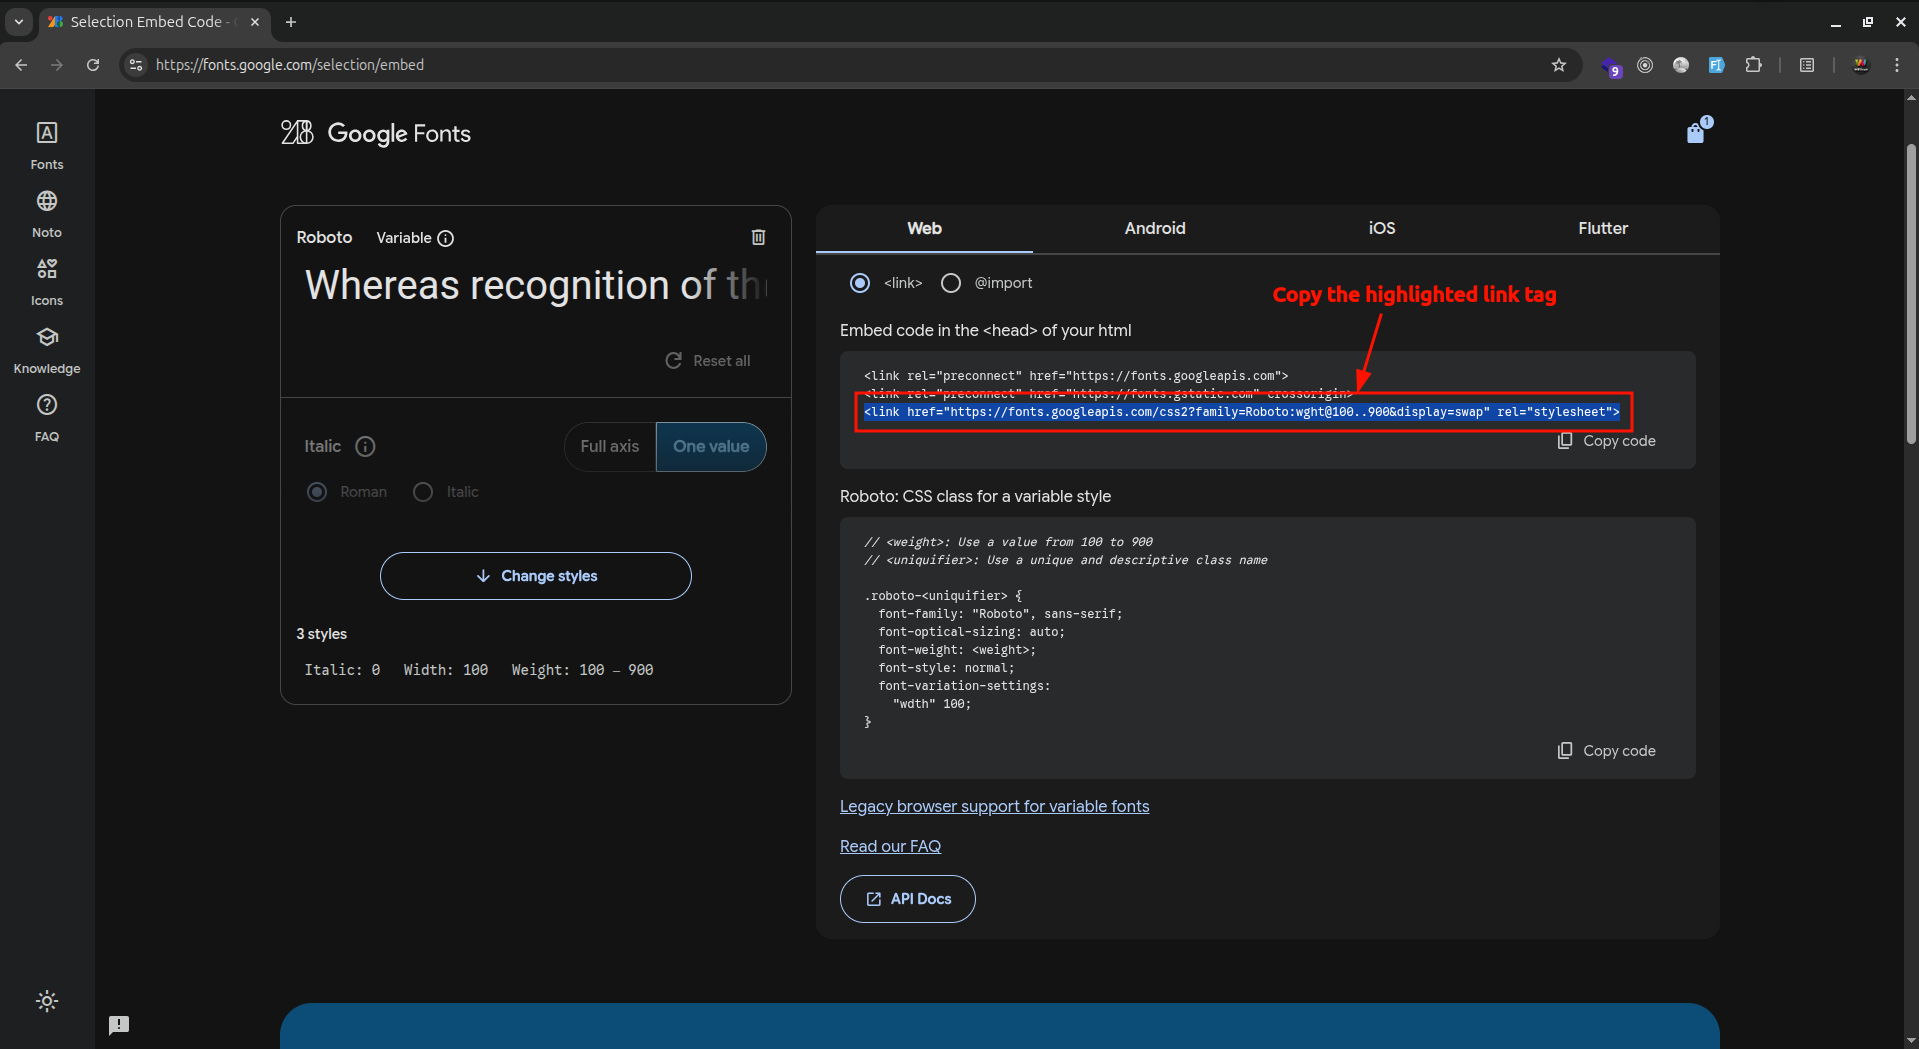 Selection Embed Code -
https://fonts.google.com/selection/embed
9
Google Fonts
1
Fonts
Noto
Icons
Knowledge
FAQ
Roboto Variable
Whereas recognition of th
Reset all
Italic
Full axis One value
Roman Italic
Change styles
3 styles
Italic: 0 Width: 100 Weight: 100 – 900
Web Android iOS Flutter
<link> @import
Copy the highlighted link tag
Embed code in the <head> of your html
<link rel="preconnect" href="https://fonts.googleapis.com">
<link rel="preconnect" href="https://fonts.gstatic.com" crossorigin>
<link href="https://fonts.googleapis.com/css2?family=Roboto:wght@100..900&display=swap" rel="stylesheet">
Copy code
Roboto: CSS class for a variable style
// <weight>: Use a value from 100 to 900
// <uniquifier>: Use a unique and descriptive class name
.roboto-<uniquifier> {
font-family: "Roboto", sans-serif;
font-optical-sizing: auto;
font-weight: <weight>;
font-style: normal;
font-variation-settings:
"wdth" 100;
}
Copy code
Legacy browser support for variable fonts
Read our FAQ
API Docs